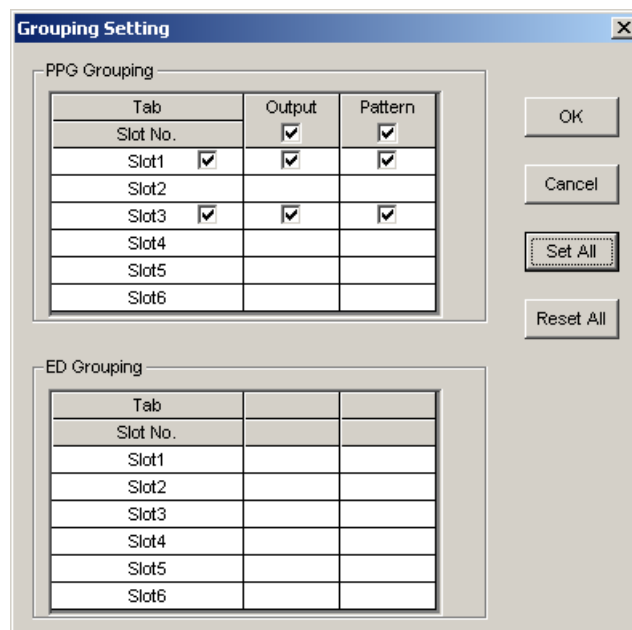 Grouping Setting
PPG Grouping
Tab Output Pattern
Slot No.
Slot1
Slot2
Slot3
Slot4
Slot5
Slot6
OK
Cancel
Set All
Reset All
ED Grouping
Tab
Slot No.
Slot1
Slot2
Slot3
Slot4
Slot5
Slot6